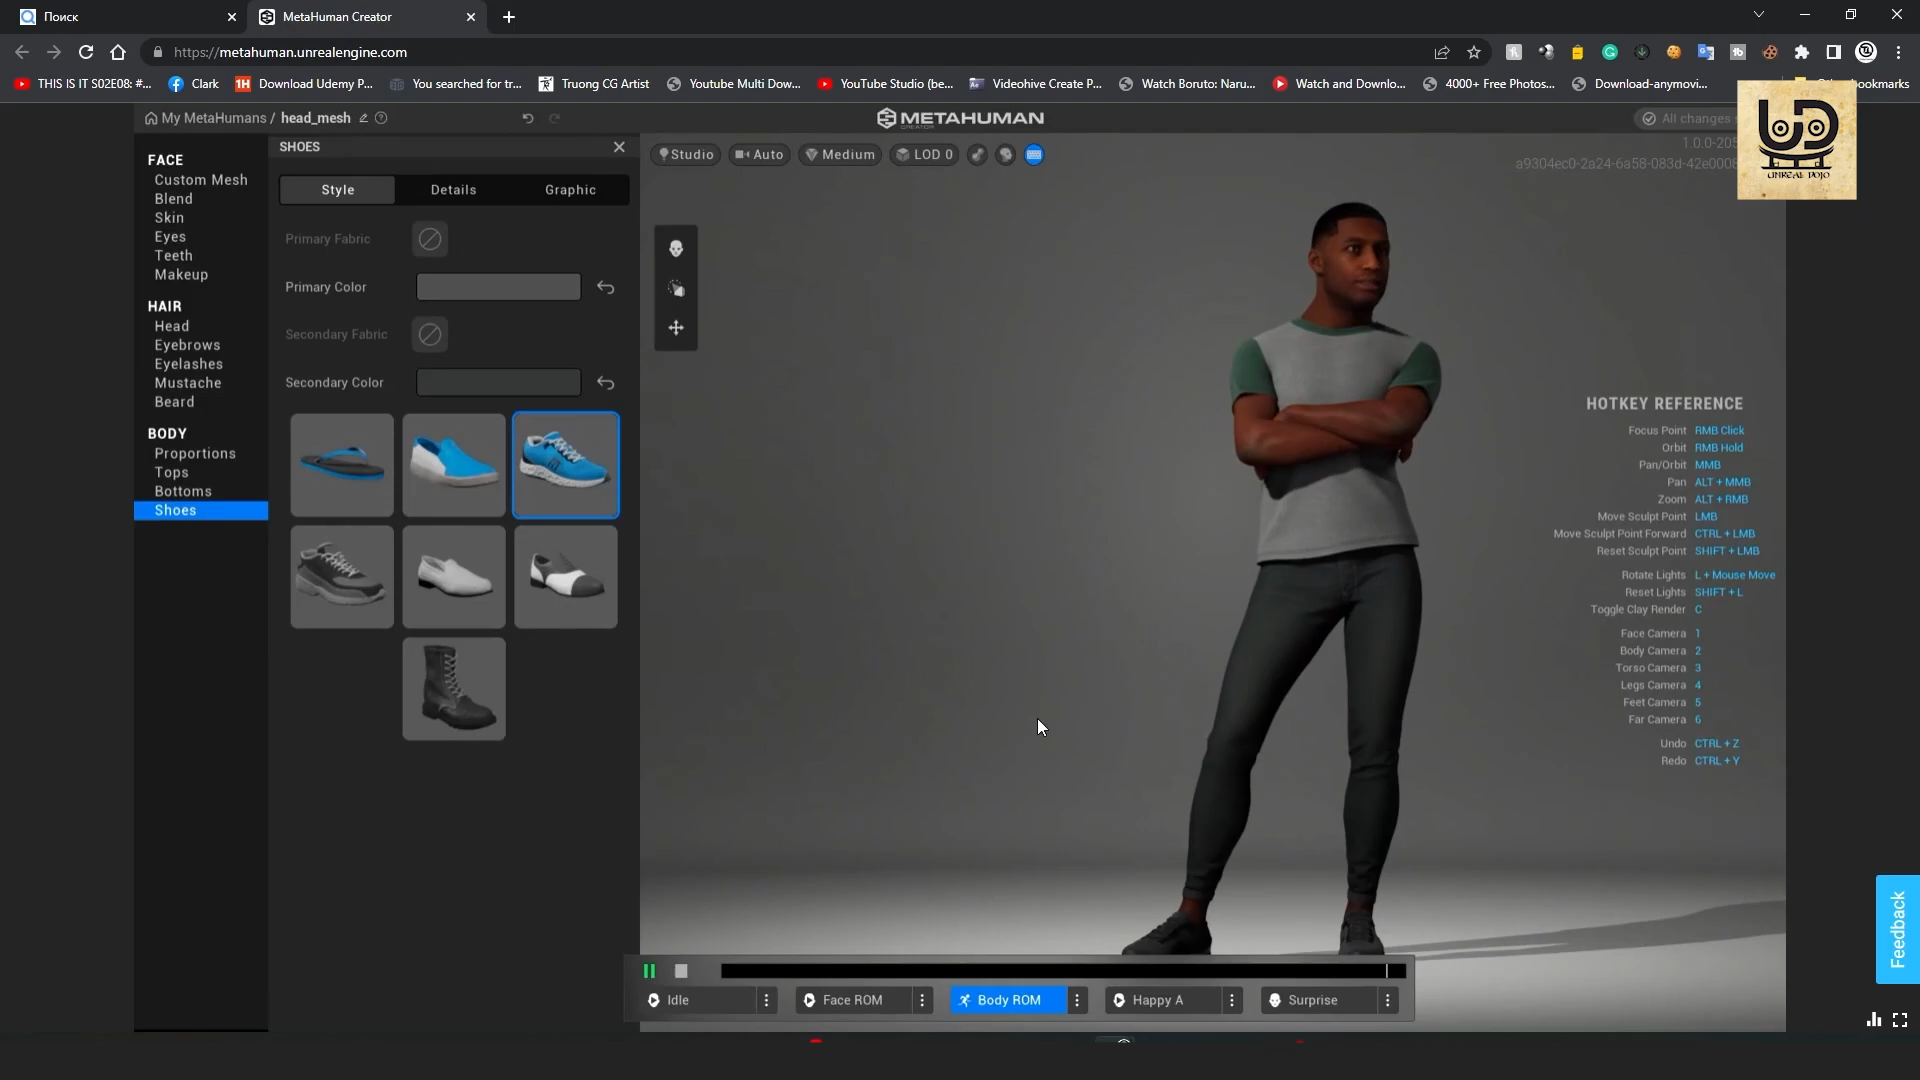 Поиск
MetaHuman Creator
https://metahuman.unrealengine.com
THIS IS IT S02E08: #...
Clark
Download Udemy P...
You searched for tr...
Truong CG Artist
Youtube Multi Dow...
YouTube Studio (be...
Videohive Create P...
Watch Boruto: Naru...
Watch and Downlo...
4000+ Free Photos...
Download-anymovi...
ookmarks
My MetaHumans / head_mesh
METAHUMAN
CREATOR
All changes
1.0.0-205
a9304ec0-2a24-6a58-083d-42e0008
UNREAL DOJO
FACE
Custom Mesh
Blend
Skin
Eyes
Teeth
Makeup
HAIR
Head
Eyebrows
Eyelashes
Mustache
Beard
BODY
Proportions
Tops
Bottoms
Shoes
SHOES
Style
Details
Graphic
Primary Fabric
Primary Color
Secondary Fabric
Secondary Color
Studio
Auto
Medium
LOD 0
HOTKEY REFERENCE
Focus Point RMB Click
Orbit RMB Hold
Pan/Orbit MMB
Pan ALT + MMB
Zoom ALT + RMB
Move Sculpt Point LMB
Move Sculpt Point Forward CTRL + LMB
Reset Sculpt Point SHIFT + LMB
Rotate Lights L + Mouse Move
Reset Lights SHIFT + L
Toggle Clay Render C
Face Camera 1
Body Camera 2
Torso Camera 3
Legs Camera 4
Feet Camera 5
Far Camera 6
Undo CTRL + Z
Redo CTRL + Y
Feedback
Idle
Face ROM
Body ROM
Happy A
Surprise